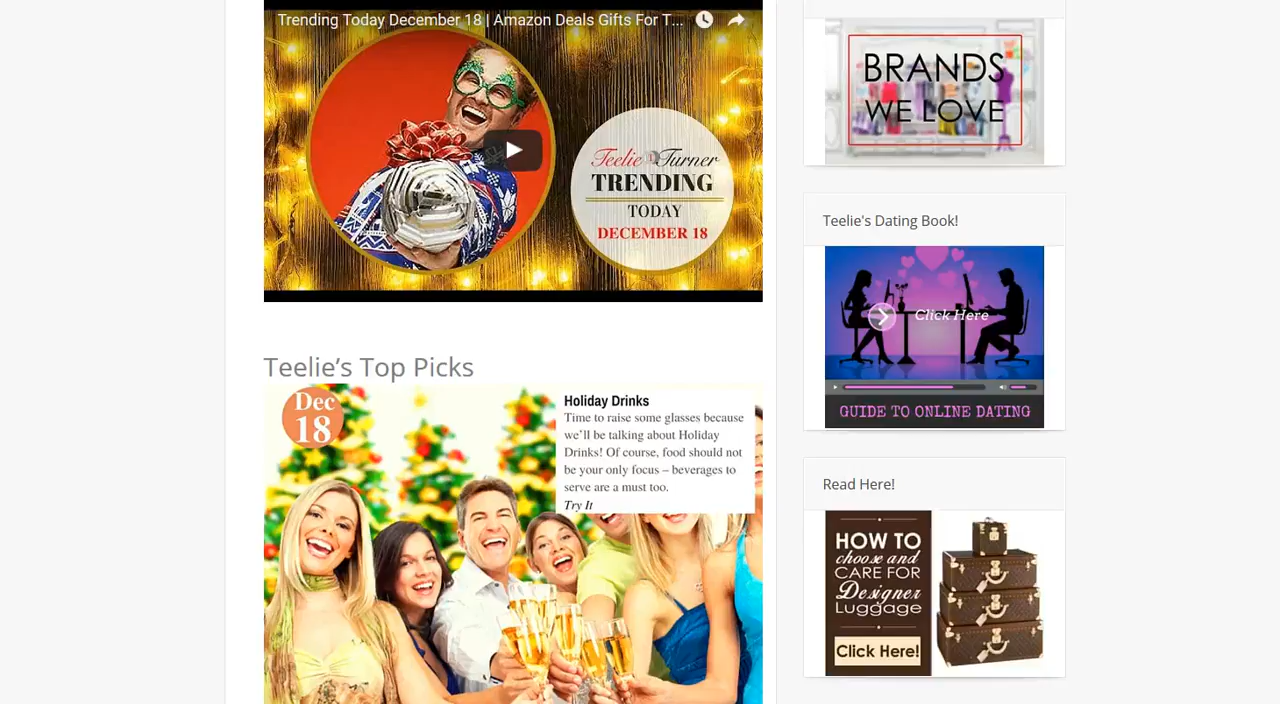 Trending Today December 18 | Amazon Deals Gifts For T...
Teelie Turner
TRENDING
TODAY
DECEMBER 18
Teelie's Top Picks
Dec
18
Holiday Drinks
Time to raise some glasses because
we'll be talking about Holiday
Drinks! Of course, food should not
be your only focus – beverages to
serve are a must too.
Try It
BRANDS
WE LOVE
Teelie's Dating Book!
Click Here
GUIDE TO ONLINE DATING
Read Here!
HOW TO
choose and
CARE FOR
Designer
Luggage
Click Here!